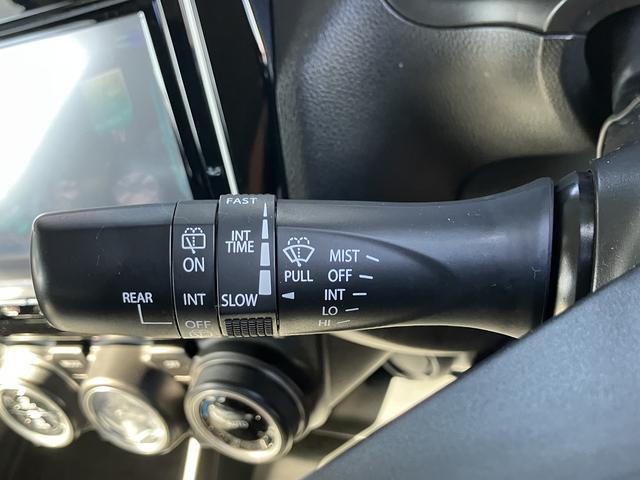 FAST
INT
TIME
SLOW
ON
INT
OFF
REAR
PULL
MIST
OFF
INT
LO
HI